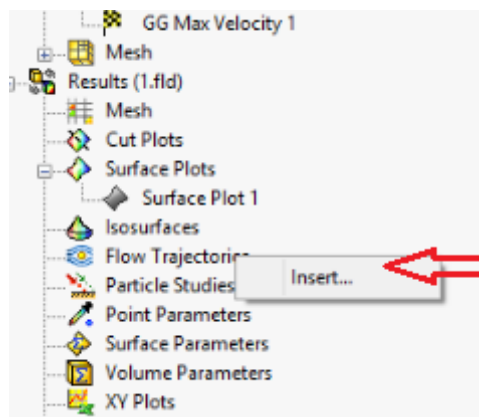 GG Max Velocity 1
Mesh
Results (1.fld)
Mesh
Cut Plots
Surface Plots
Surface Plot 1
Isosurfaces
Flow Trajectories
Insert...
Particle Studies
Point Parameters
Surface Parameters
Volume Parameters
XY Plots